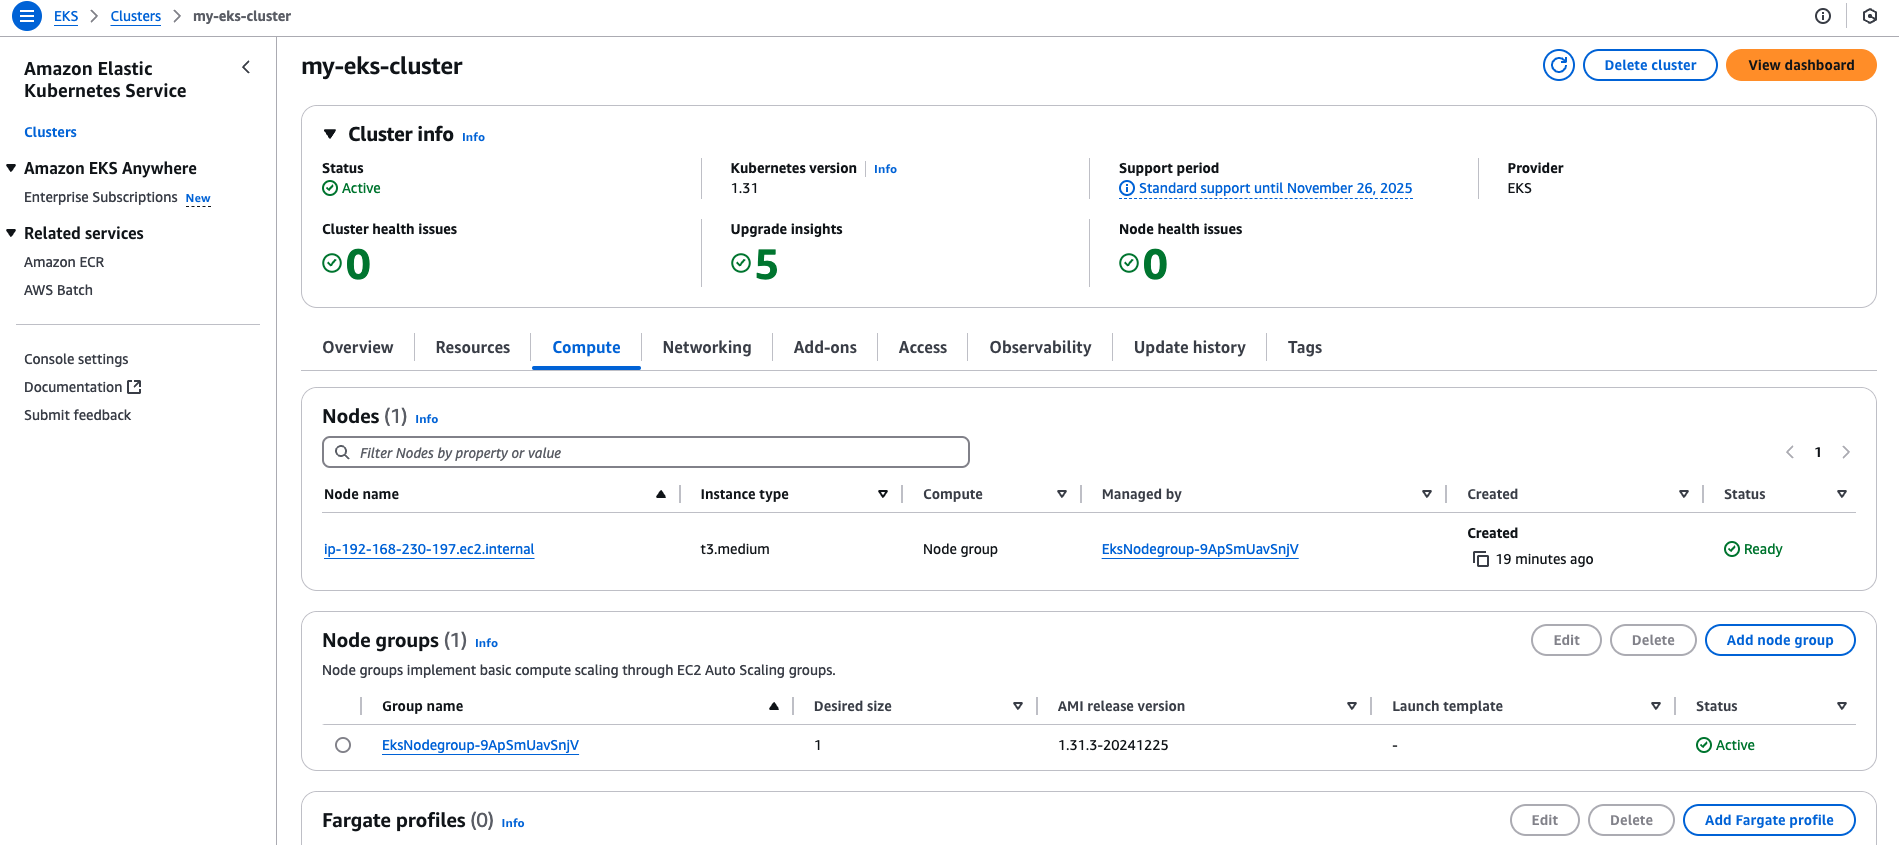 EKS > Clusters > my-eks-cluster
Amazon Elastic
Kubernetes Service
Clusters
Amazon EKS Anywhere
Enterprise Subscriptions New
Related services
Amazon ECR
AWS Batch
Console settings
Documentation
Submit feedback
my-eks-cluster
Delete cluster
View dashboard
Cluster info Info
Status
Active
Kubernetes version Info
1.31
Support period
Standard support until November 26, 2025
Provider
EKS
Cluster health issues
0
Upgrade insights
5
Node health issues
0
Overview Resources Compute Networking Add-ons Access Observability Update history Tags
Nodes (1) Info
Filter Nodes by property or value
1
Node name Instance type Compute Managed by Created Status
ip-192-168-230-197.ec2.internal t3.medium Node group EksNodegroup-9ApSmUavSnjV Created
19 minutes ago
Ready
Node groups (1) Info
Edit Delete Add node group
Node groups implement basic compute scaling through EC2 Auto Scaling groups.
Group name Desired size AMI release version Launch template Status
EksNodegroup-9ApSmUavSnjV 1 1.31.3-20241225 - Active
Fargate profiles (0) Info
Edit Delete Add Fargate profile